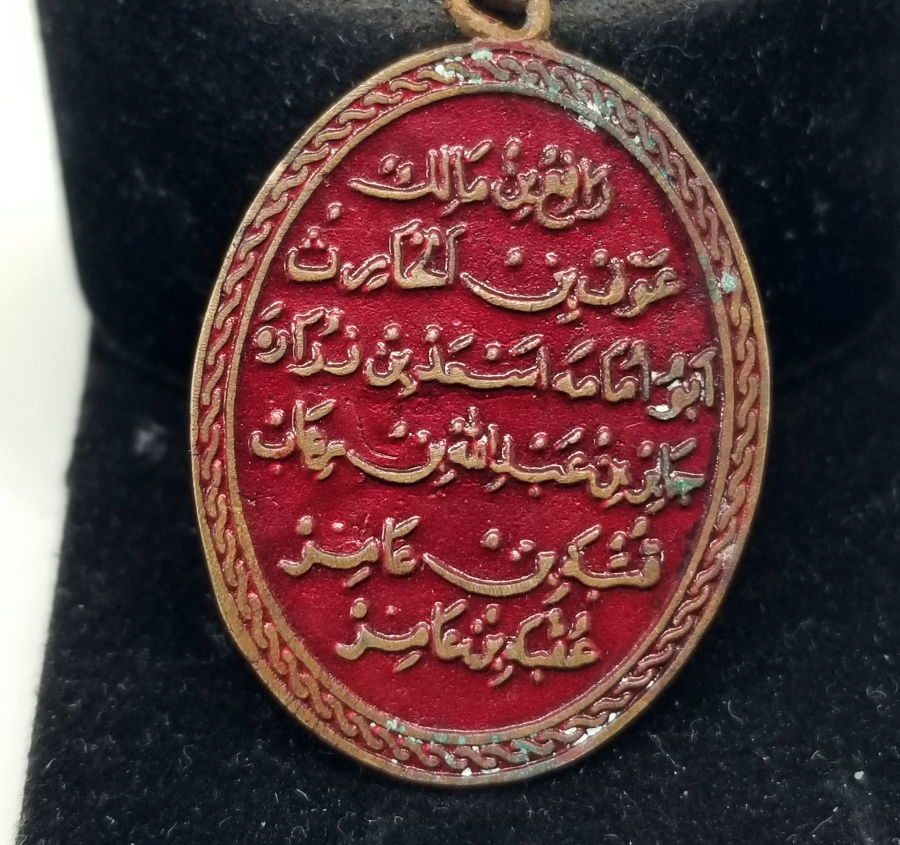 رافع بن مالك
عوف بن الحارث
ابو امامه اسعد بن زراره
جابر بن عبد الله بن رئاب
قطبه بن عامر
عقبه بن عامر